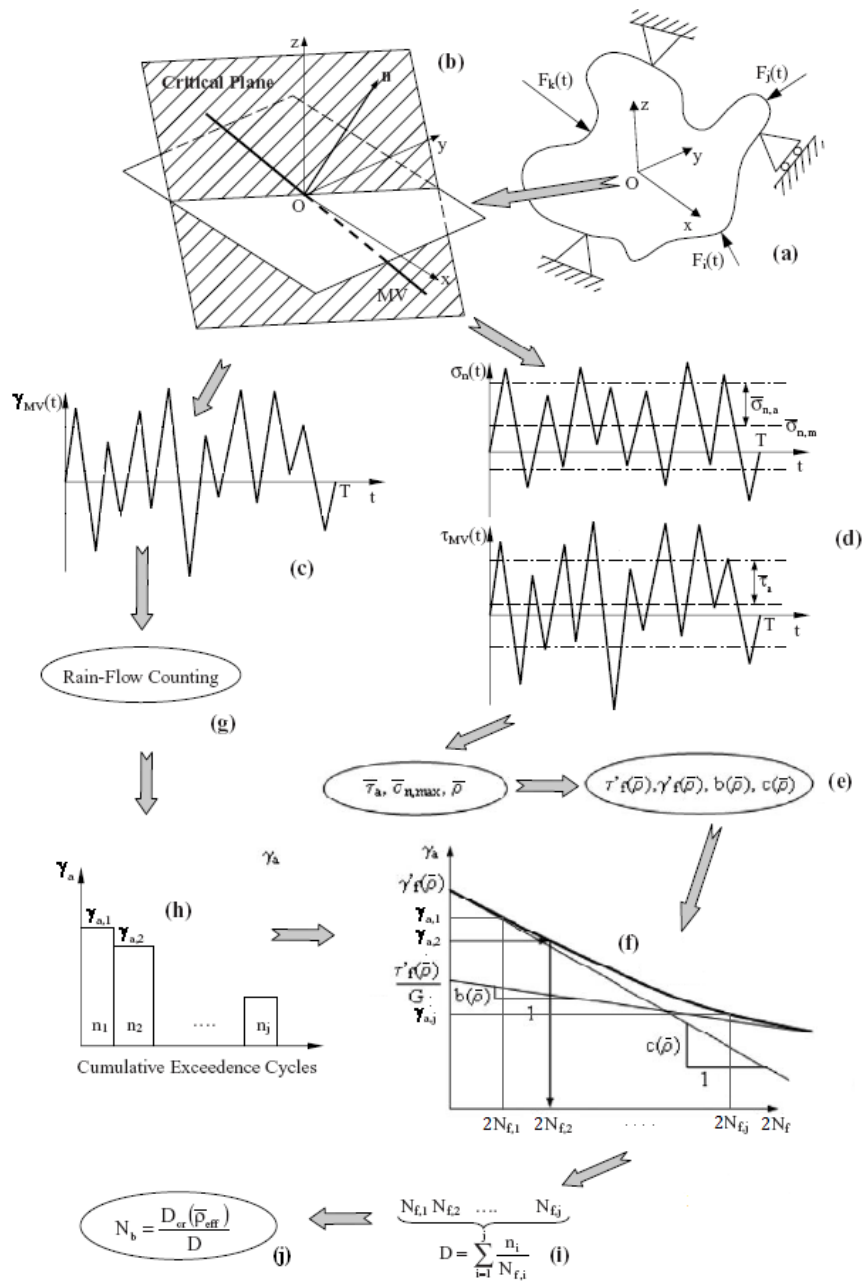 z
(b)
Critical Plane
n
y
O
x
MV
F_k(t)
F_j(t)
z
y
O
x
F_i(t)
(a)
γ_MV(t)
T
t
(c)
σ_n(t)
σ̅_n,a
σ̅_n,m
T
t
τ_MV(t)
(d)
τ̅_a
T
t
Rain-Flow Counting
(g)
τ̅_a, σ̅_n,max, ρ̅
τ'_f(ρ̅), γ'_f(ρ̅), b(ρ̅), c(ρ̅)
(e)
γ_a
γ_a
(h)
γ_a,1
γ_a,2
n_1
n_2
....
n_j
Cumulative Exceedence Cycles
γ_a
γ'_f(ρ̅)
(f)
γ_a,1
γ_a,2
τ'_f(ρ̅)
G
b(ρ̅)
1
γ_a,j
c(ρ̅)
1
2N_f,1
2N_f,2
....
2N_f,j
2N_f
N_b = D_cr(ρ̅_eff) / D
(j)
N_f,1 N_f,2 .... N_f,j
D = ∑_{i=1}^{j} n_i / N_f,i
(i)